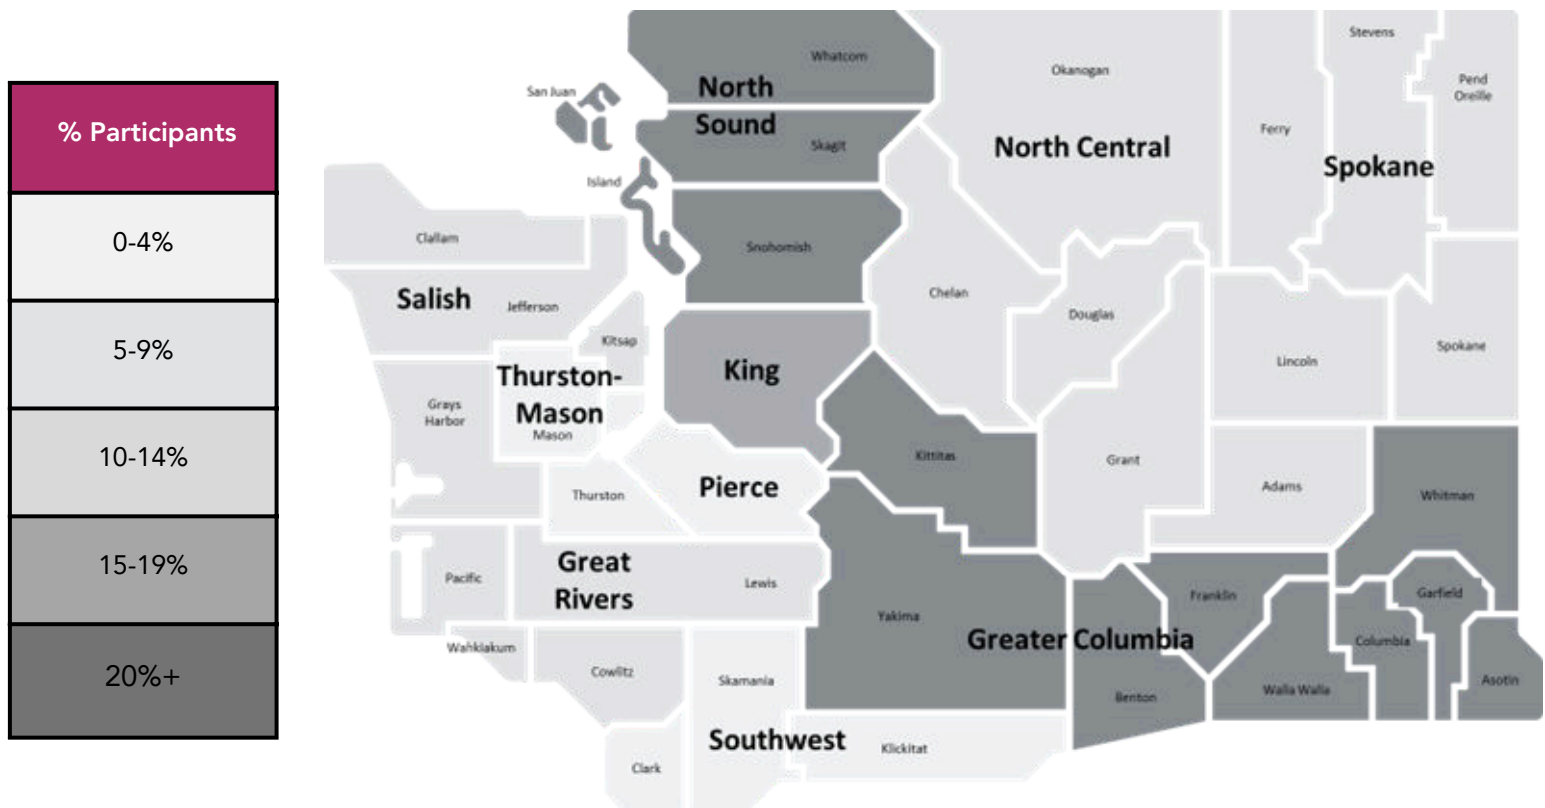 % Participants
0-4%
5-9%
10-14%
15-19%
20%+
Whatcom
North
Sound
San Juan
Skagit
Island
Snohomish
Okanogan
North Central
Ferry
Stevens
Pend
Oreille
Spokane
Clallam
Salish
Jefferson
Kitsap
Chelan
Douglas
Lincoln
Spokane
King
Thurston-
Mason
Mason
Grays
Harbor
Kittitas
Grant
Adams
Whitman
Thurston
Pierce
Great
Rivers
Pacific
Lewis
Yakima
Greater Columbia
Franklin
Garfield
Columbia
Wahkiakum
Cowlitz
Skamania
Benton
Walla Walla
Asotin
Southwest
Klickitat
Clark